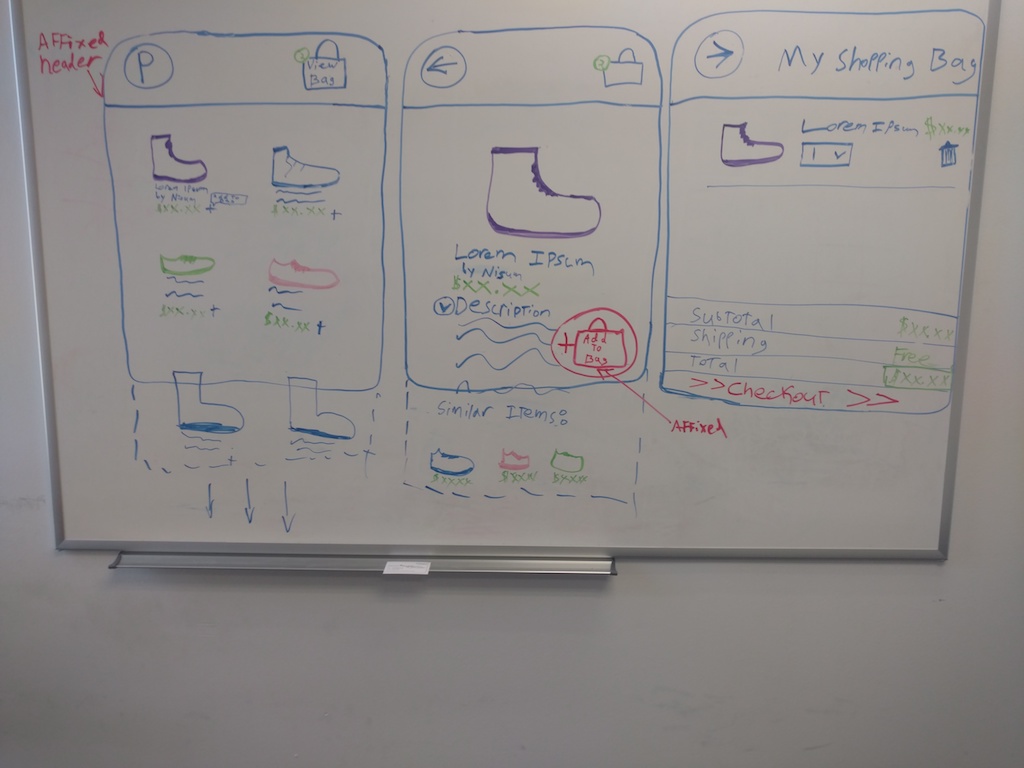 Affixed
header
P
View
Bag
Lorem Ipsum
by Nisum
$XX.XX +
$XX.XX +
$XX.XX +
$XX.XX +
Lorem Ipsum
by Nisum
$XX.XX
Description
+ Add
To
Bag
Affixed
Similar Items:
$XXXX
$XXXX
$XXXX
My Shopping Bag
Lorem Ipsum $XX.XX
1
Subtotal $XX.XX
Shipping Free
Total $XX.XX
>>Checkout >>